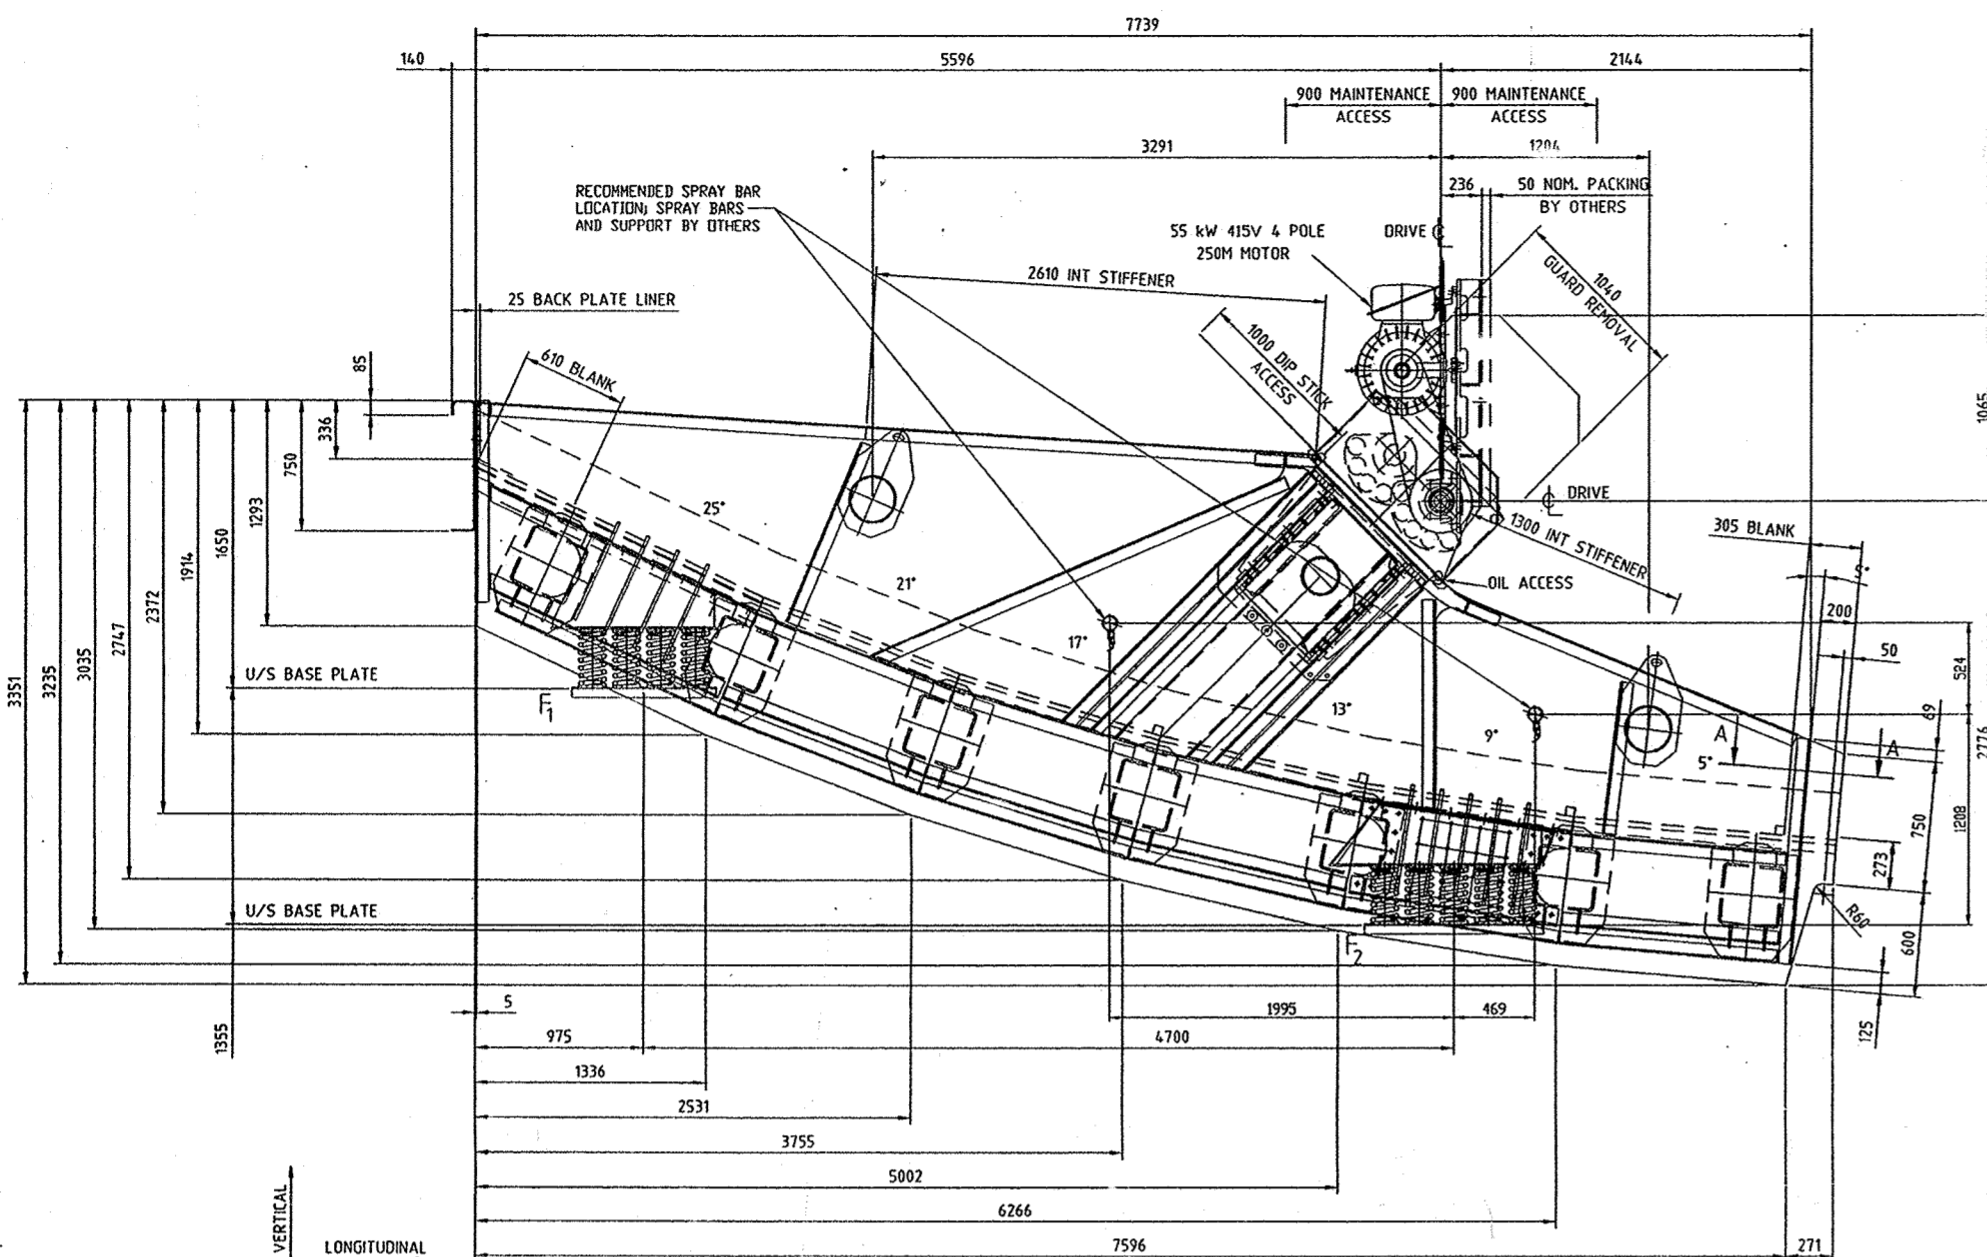 7739
140
5596
2144
900 MAINTENANCE
ACCESS
900 MAINTENANCE
ACCESS
3291
236
50 NOM. PACKING
BY OTHERS
RECOMMENDED SPRAY BAR
LOCATION; SPRAY BARS
AND SUPPORT BY OTHERS
55 kW 415V 4 POLE
250M MOTOR
DRIVE ℄
1040
GUARD REMOVAL
2610 INT STIFFENER
25 BACK PLATE LINER
1000 DIP STICK
ACCESS
610 BLANK
85
336
750
1293
1650
1914
2372
2747
3035
3235
3351
1065
25°
℄ DRIVE
1300 INT STIFFENER
305 BLANK
21°
OIL ACCESS
5°
200
17°
50
524
U/S BASE PLATE
F1
13°
9°
A
A
5°
69
2776
750
1208
273
U/S BASE PLATE
F2
R60
600
5
1995
469
125
1355
975
4700
1336
2531
3755
5002
6266
7596
271
VERTICAL
LONGITUDINAL